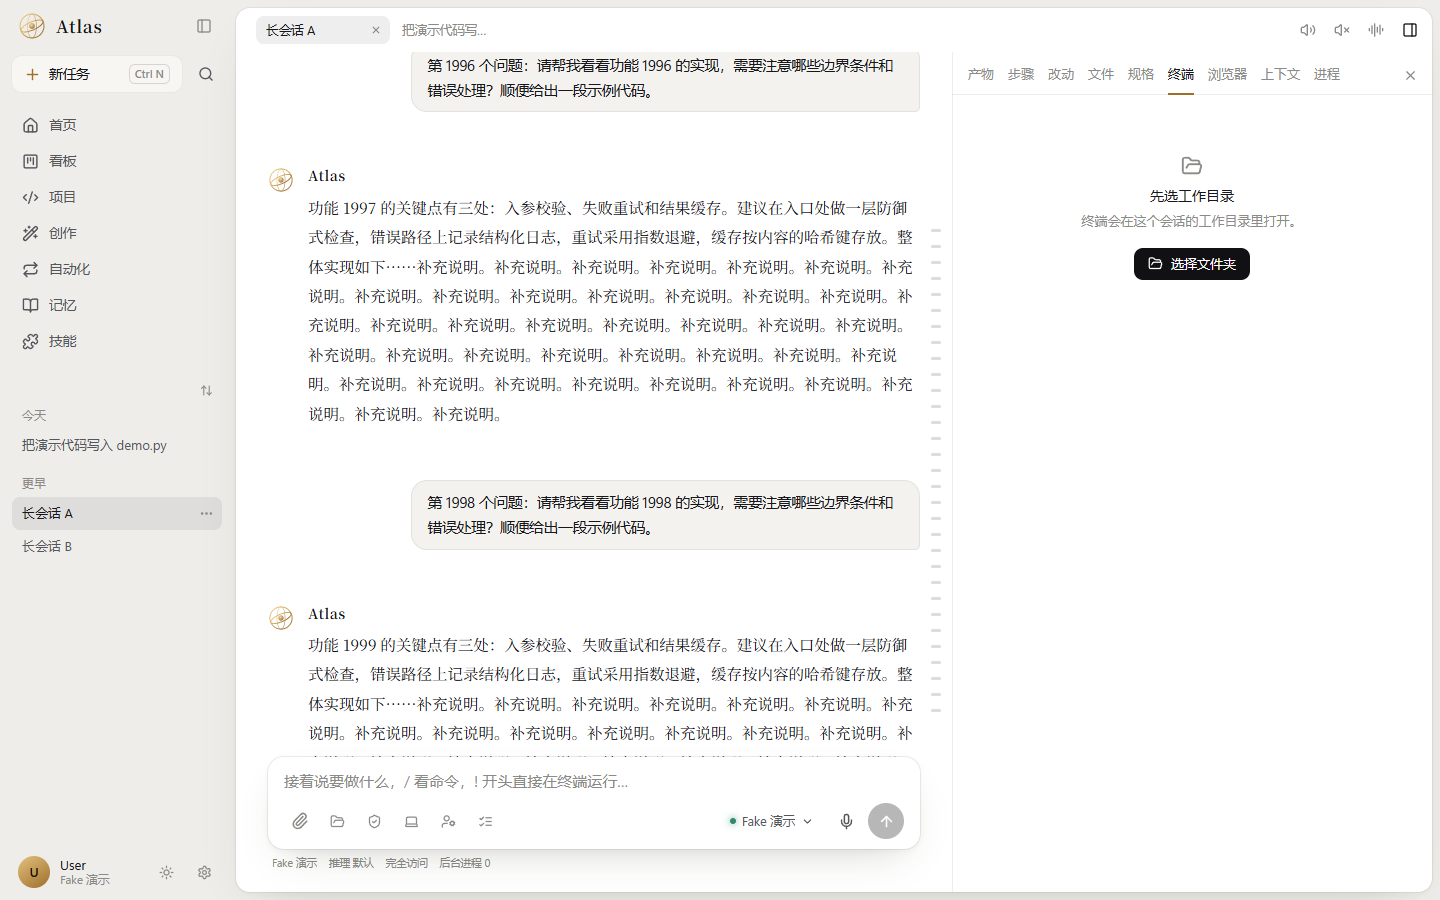 Atlas
新任务
Ctrl N
首页
看板
项目
创作
自动化
记忆
技能
今天
把演示代码写入 demo.py
更早
长会话 A
长会话 B
U
User
Fake 演示
长会话 A
把演示代码写...
第 1996 个问题：请帮我看看功能 1996 的实现，需要注意哪些边界条件和
错误处理？顺便给出一段示例代码。
Atlas
功能 1997 的关键点有三处：入参校验、失败重试和结果缓存。建议在入口处做一层防御
式检查，错误路径上记录结构化日志，重试采用指数退避，缓存按内容的哈希键存放。整
体实现如下……补充说明。补充说明。补充说明。补充说明。补充说明。补充说明。补充
说明。补充说明。补充说明。补充说明。补充说明。补充说明。补充说明。补充说明。补
充说明。补充说明。补充说明。补充说明。补充说明。补充说明。补充说明。补充说明。
补充说明。补充说明。补充说明。补充说明。补充说明。补充说明。补充说明。补充说
明。补充说明。补充说明。补充说明。补充说明。补充说明。补充说明。补充说明。补充
说明。补充说明。补充说明。
第 1998 个问题：请帮我看看功能 1998 的实现，需要注意哪些边界条件和
错误处理？顺便给出一段示例代码。
Atlas
功能 1999 的关键点有三处：入参校验、失败重试和结果缓存。建议在入口处做一层防御
式检查，错误路径上记录结构化日志，重试采用指数退避，缓存按内容的哈希键存放。整
体实现如下……补充说明。补充说明。补充说明。补充说明。补充说明。补充说明。补充
说明。补充说明。补充说明。补充说明。补充说明。补充说明。补充说明。补充说明。补
接着说要做什么，/ 看命令，! 开头直接在终端运行...
Fake 演示
Fake 演示 推理 默认 完全访问 后台进程 0
产物 步骤 改动 文件 规格 终端 浏览器 上下文 进程
先选工作目录
终端会在这个会话的工作目录里打开。
选择文件夹